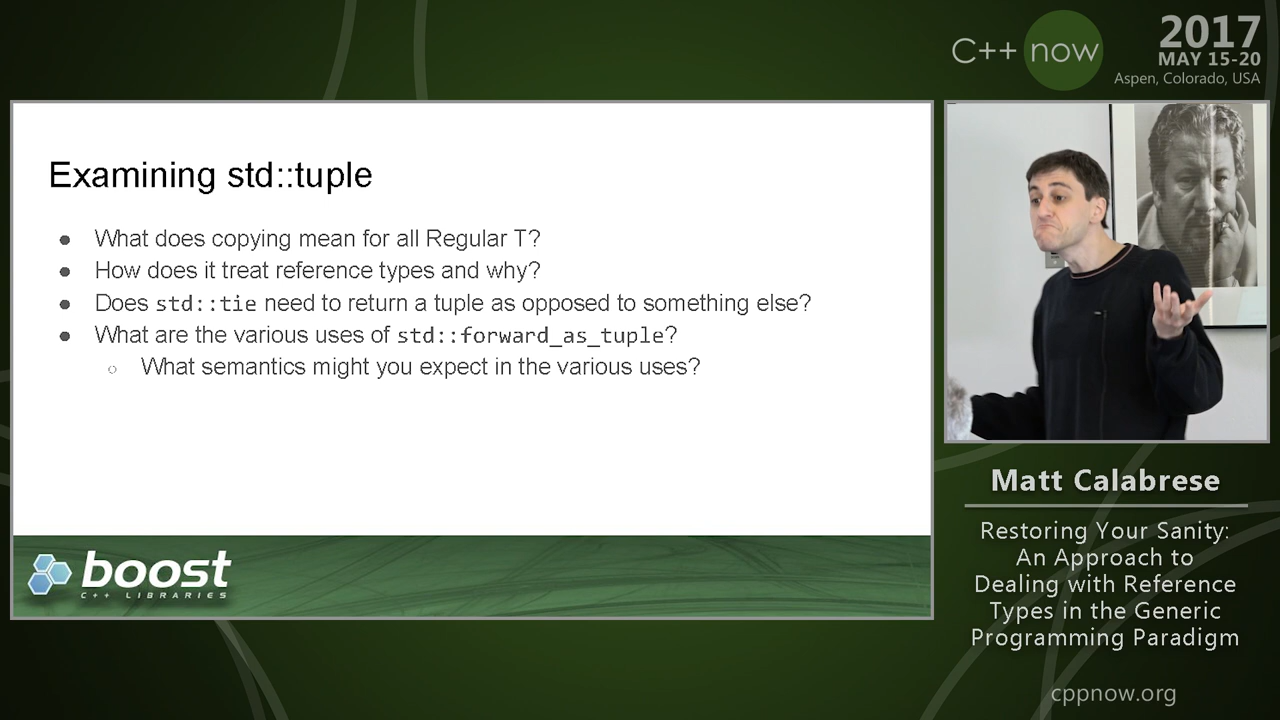 C++ now
2017
MAY 15-20
Aspen, Colorado, USA
Examining std::tuple
● What does copying mean for all Regular T?
● How does it treat reference types and why?
● Does std::tie need to return a tuple as opposed to something else?
● What are the various uses of std::forward_as_tuple?
○ What semantics might you expect in the various uses?
boost
C++ LIBRARIES
Matt Calabrese
Restoring Your Sanity:
An Approach to
Dealing with Reference
Types in the Generic
Programming Paradigm
cppnow.org